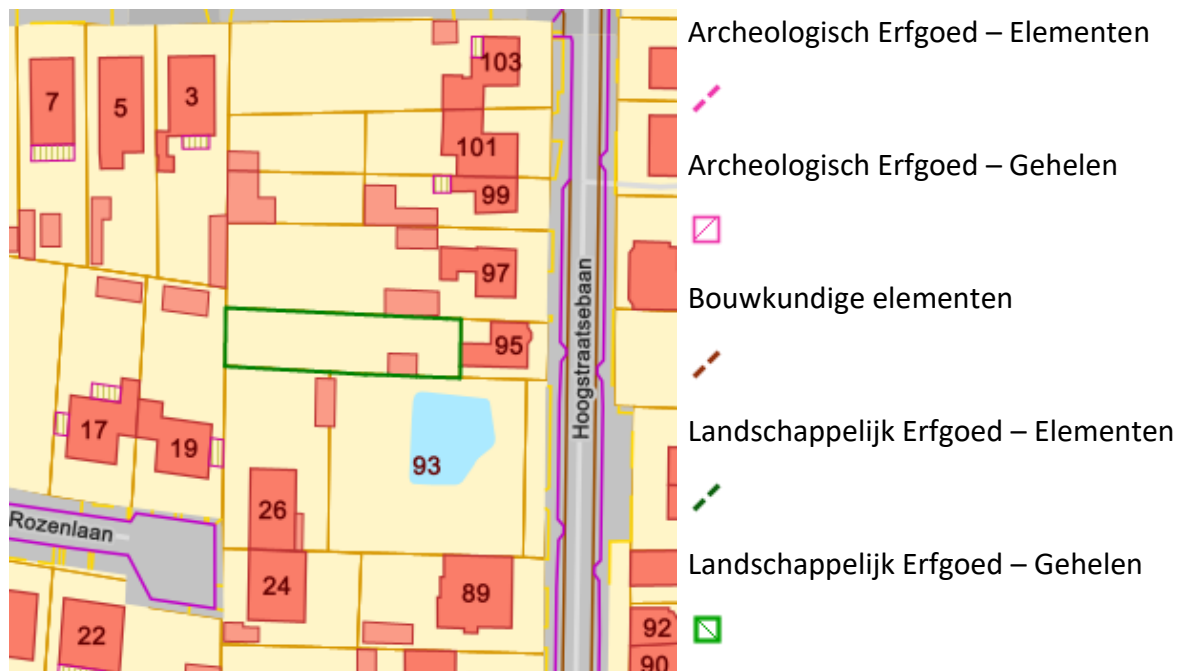 103
7
5
3
101
99
97
95
Hoogstraatsebaan
17
19
93
26
Rozenlaan
24
89
22
92
90
Archeologisch Erfgoed – Elementen
Archeologisch Erfgoed – Gehelen
Bouwkundige elementen
Landschappelijk Erfgoed – Elementen
Landschappelijk Erfgoed – Gehelen